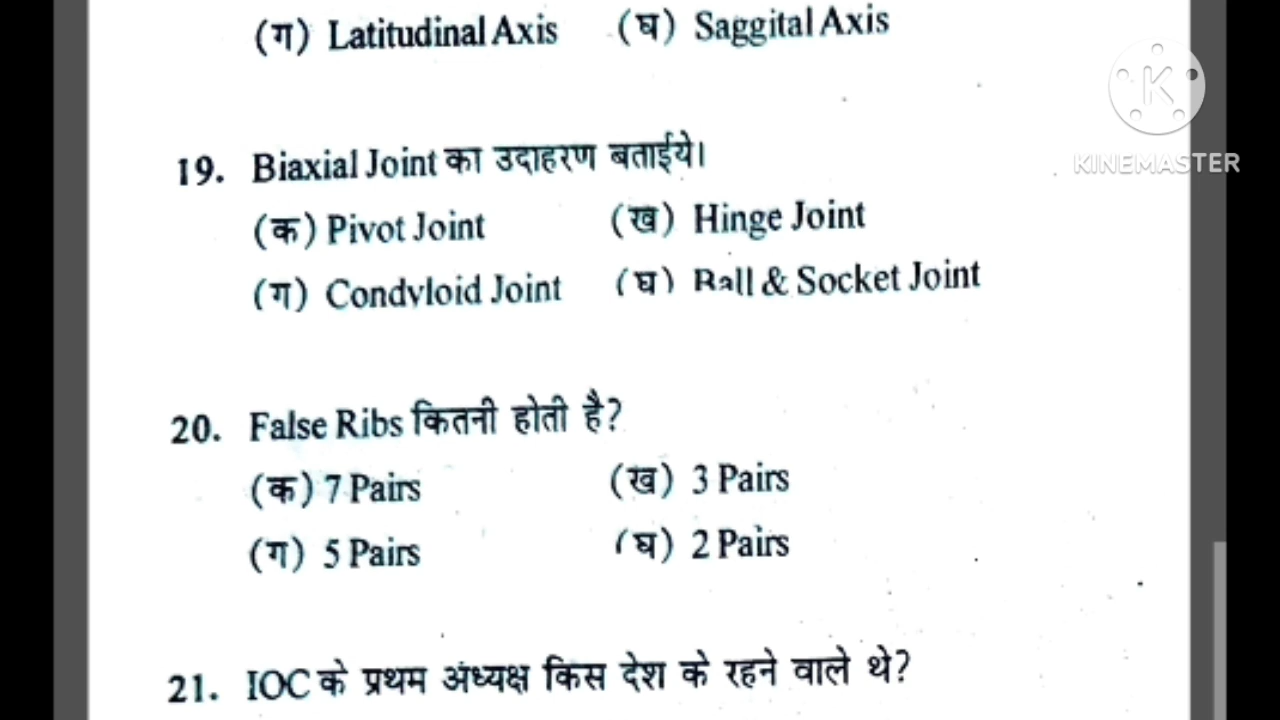 (ग) Latitudinal Axis (घ) Saggital Axis
KINEMASTER
19. Biaxial Joint का उदाहरण बताईये।
(क) Pivot Joint (ख) Hinge Joint
(ग) Condyloid Joint (घ) Ball & Socket Joint
20. False Ribs कितनी होती है?
(क) 7 Pairs (ख) 3 Pairs
(ग) 5 Pairs (घ) 2 Pairs
21. IOC के प्रथम अध्यक्ष किस देश के रहने वाले थे?